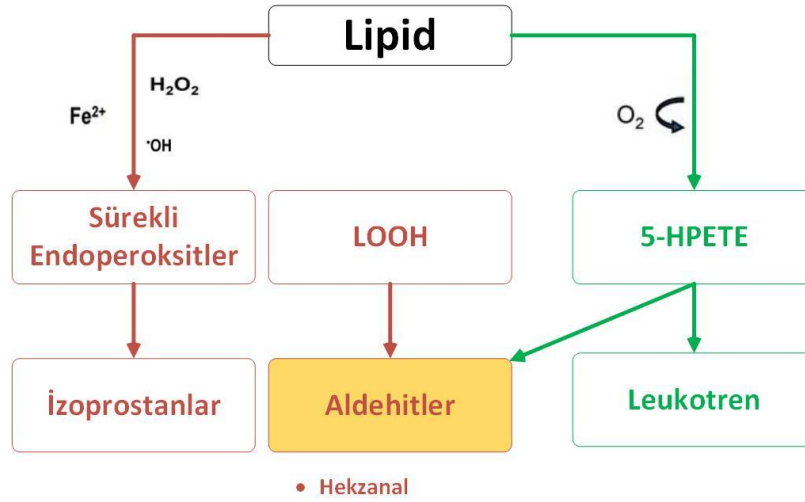 Lipid
H₂O₂
Fe²⁺
O₂
·OH
Sürekli
Endoperoksitler
LOOH
5-HPETE
İzoprostanlar
Aldehitler
Leukotren
• Hekzanal